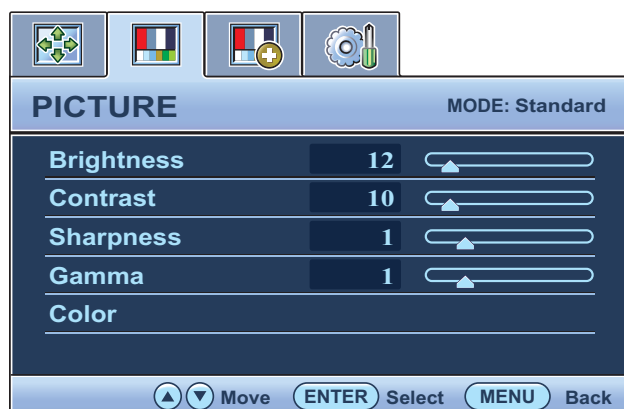 PICTURE MODE: Standard
Brightness 12
Contrast 10
Sharpness 1
Gamma 1
Color
Move ENTER Select MENU Back